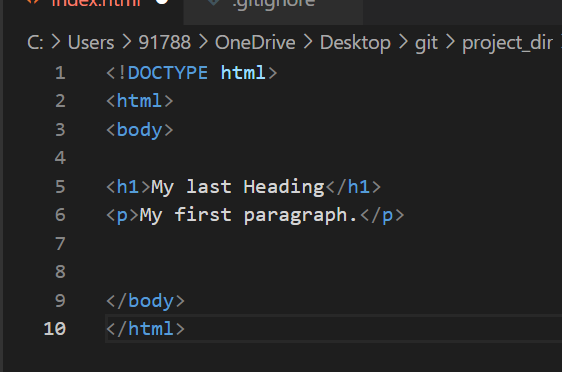 index.html .gitignore
C: > Users > 91788 > OneDrive > Desktop > git > project_dir
1 <!DOCTYPE html>
2 <html>
3 <body>
4
5 <h1>My last Heading</h1>
6 <p>My first paragraph.</p>
7
8
9 </body>
10 </html>